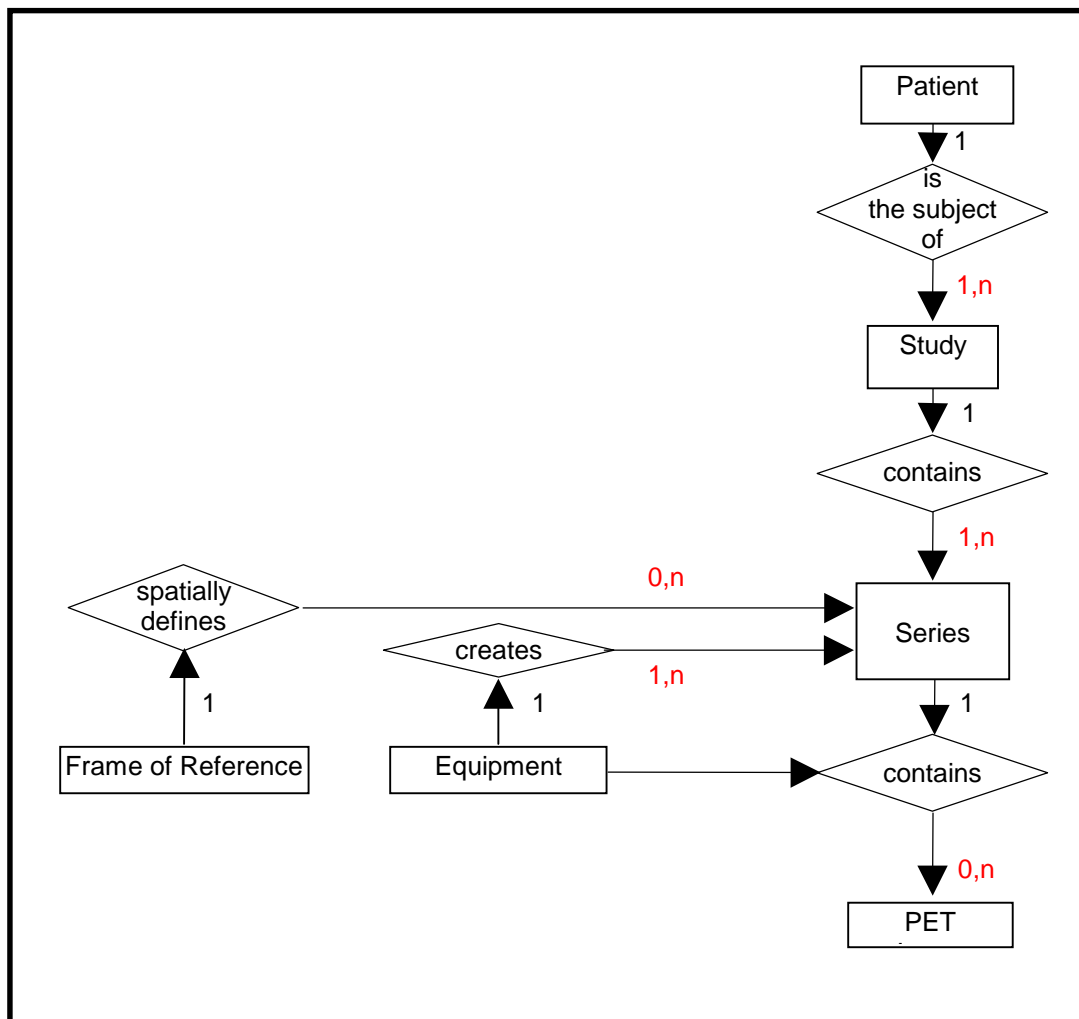 Patient
1
is
the subject
of
1,n
Study
1
contains
1,n
spatially
defines
0,n
Series
creates
1,n
1
1
1
Frame of Reference
Equipment
contains
0,n
PET